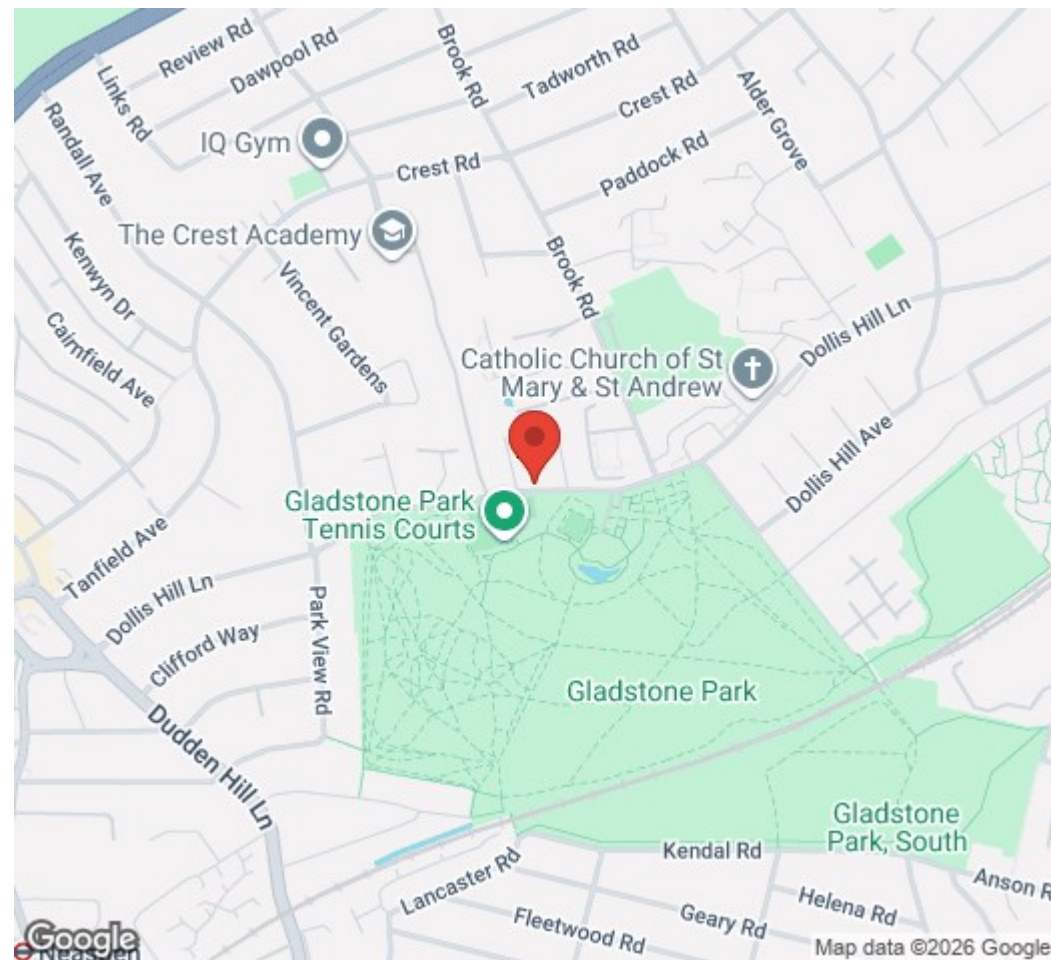 Review Rd
Dawpool Rd
Brook Rd
Tadworth Rd
Links Rd
Crest Rd
Alder Grove
Randall Ave
IQ Gym
Crest Rd
Paddock Rd
The Crest Academy
Kenwyn Dr
Vincent Gardens
Brook Rd
Cairnfield Ave
Dollis Hill Ln
Catholic Church of St
Mary & St Andrew
Dollis Hill Ave
Gladstone Park
Tennis Courts
Tanfield Ave
Dollis Hill Ln
Park View Rd
Clifford Way
Gladstone Park
Dudden Hill Ln
Gladstone
Park, South
Kendal Rd
Lancaster Rd
Anson R
Helena Rd
Geary Rd
Fleetwood Rd
Google
Neasden
Map data ©2026 Google